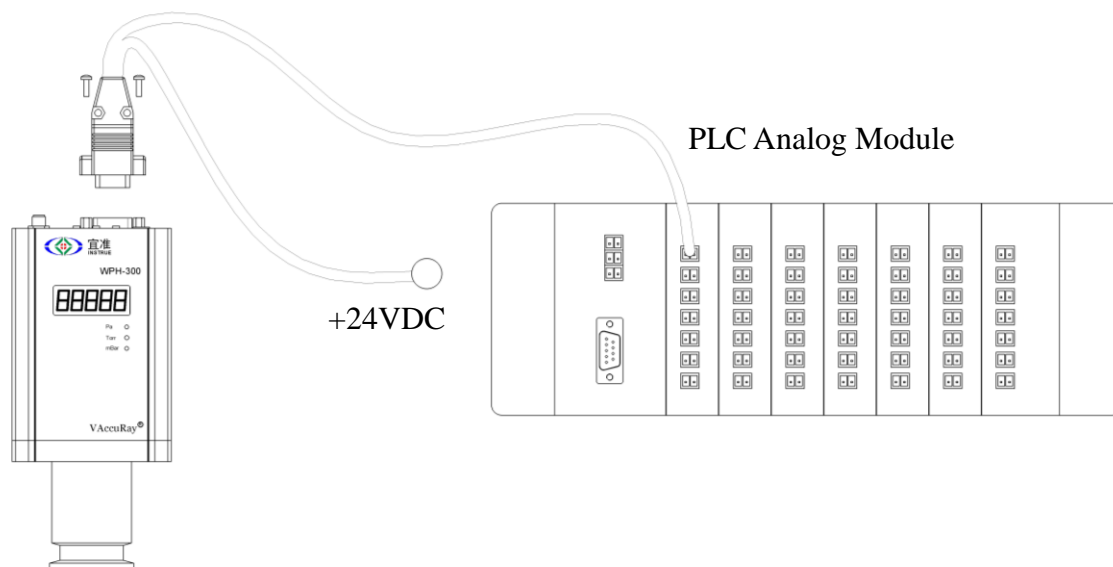 PLC Analog Module
宜准
INSTRUE
WPH-300
88888
Pa
Torr
mBar
VAccuRay®
+24VDC